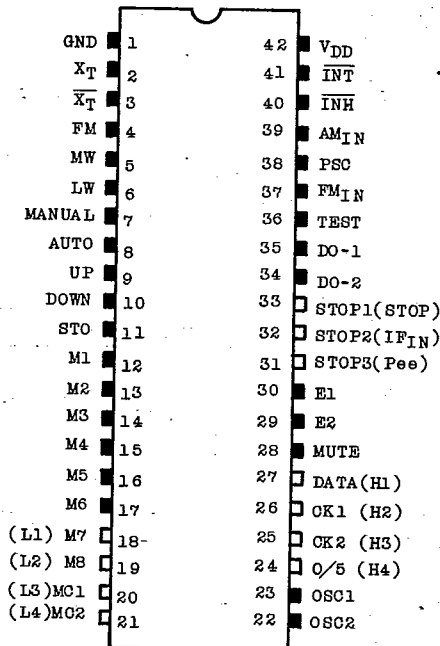 GND 1
X_T 2
X̅_T̅ 3
FM 4
MW 5
LW 6
MANUAL 7
AUTO 8
UP 9
DOWN 10
STO 11
M1 12
M2 13
M3 14
M4 15
M5 16
M6 17
(L1) M7 18
(L2) M8 19
(L3)MC1 20
(L4)MC2 21
42 V_DD
41 I̅N̅T̅
40 I̅N̅H̅
39 AM_IN
38 PSC
37 FM_IN
36 TEST
35 DO-1
34 DO-2
33 STOP1(STOP)
32 STOP2(IF_IN)
31 STOP3(Pee)
30 E1
29 E2
28 MUTE
27 DATA(H1)
26 CK1 (H2)
25 CK2 (H3)
24 0/5 (H4)
23 OSC1
22 OSC2